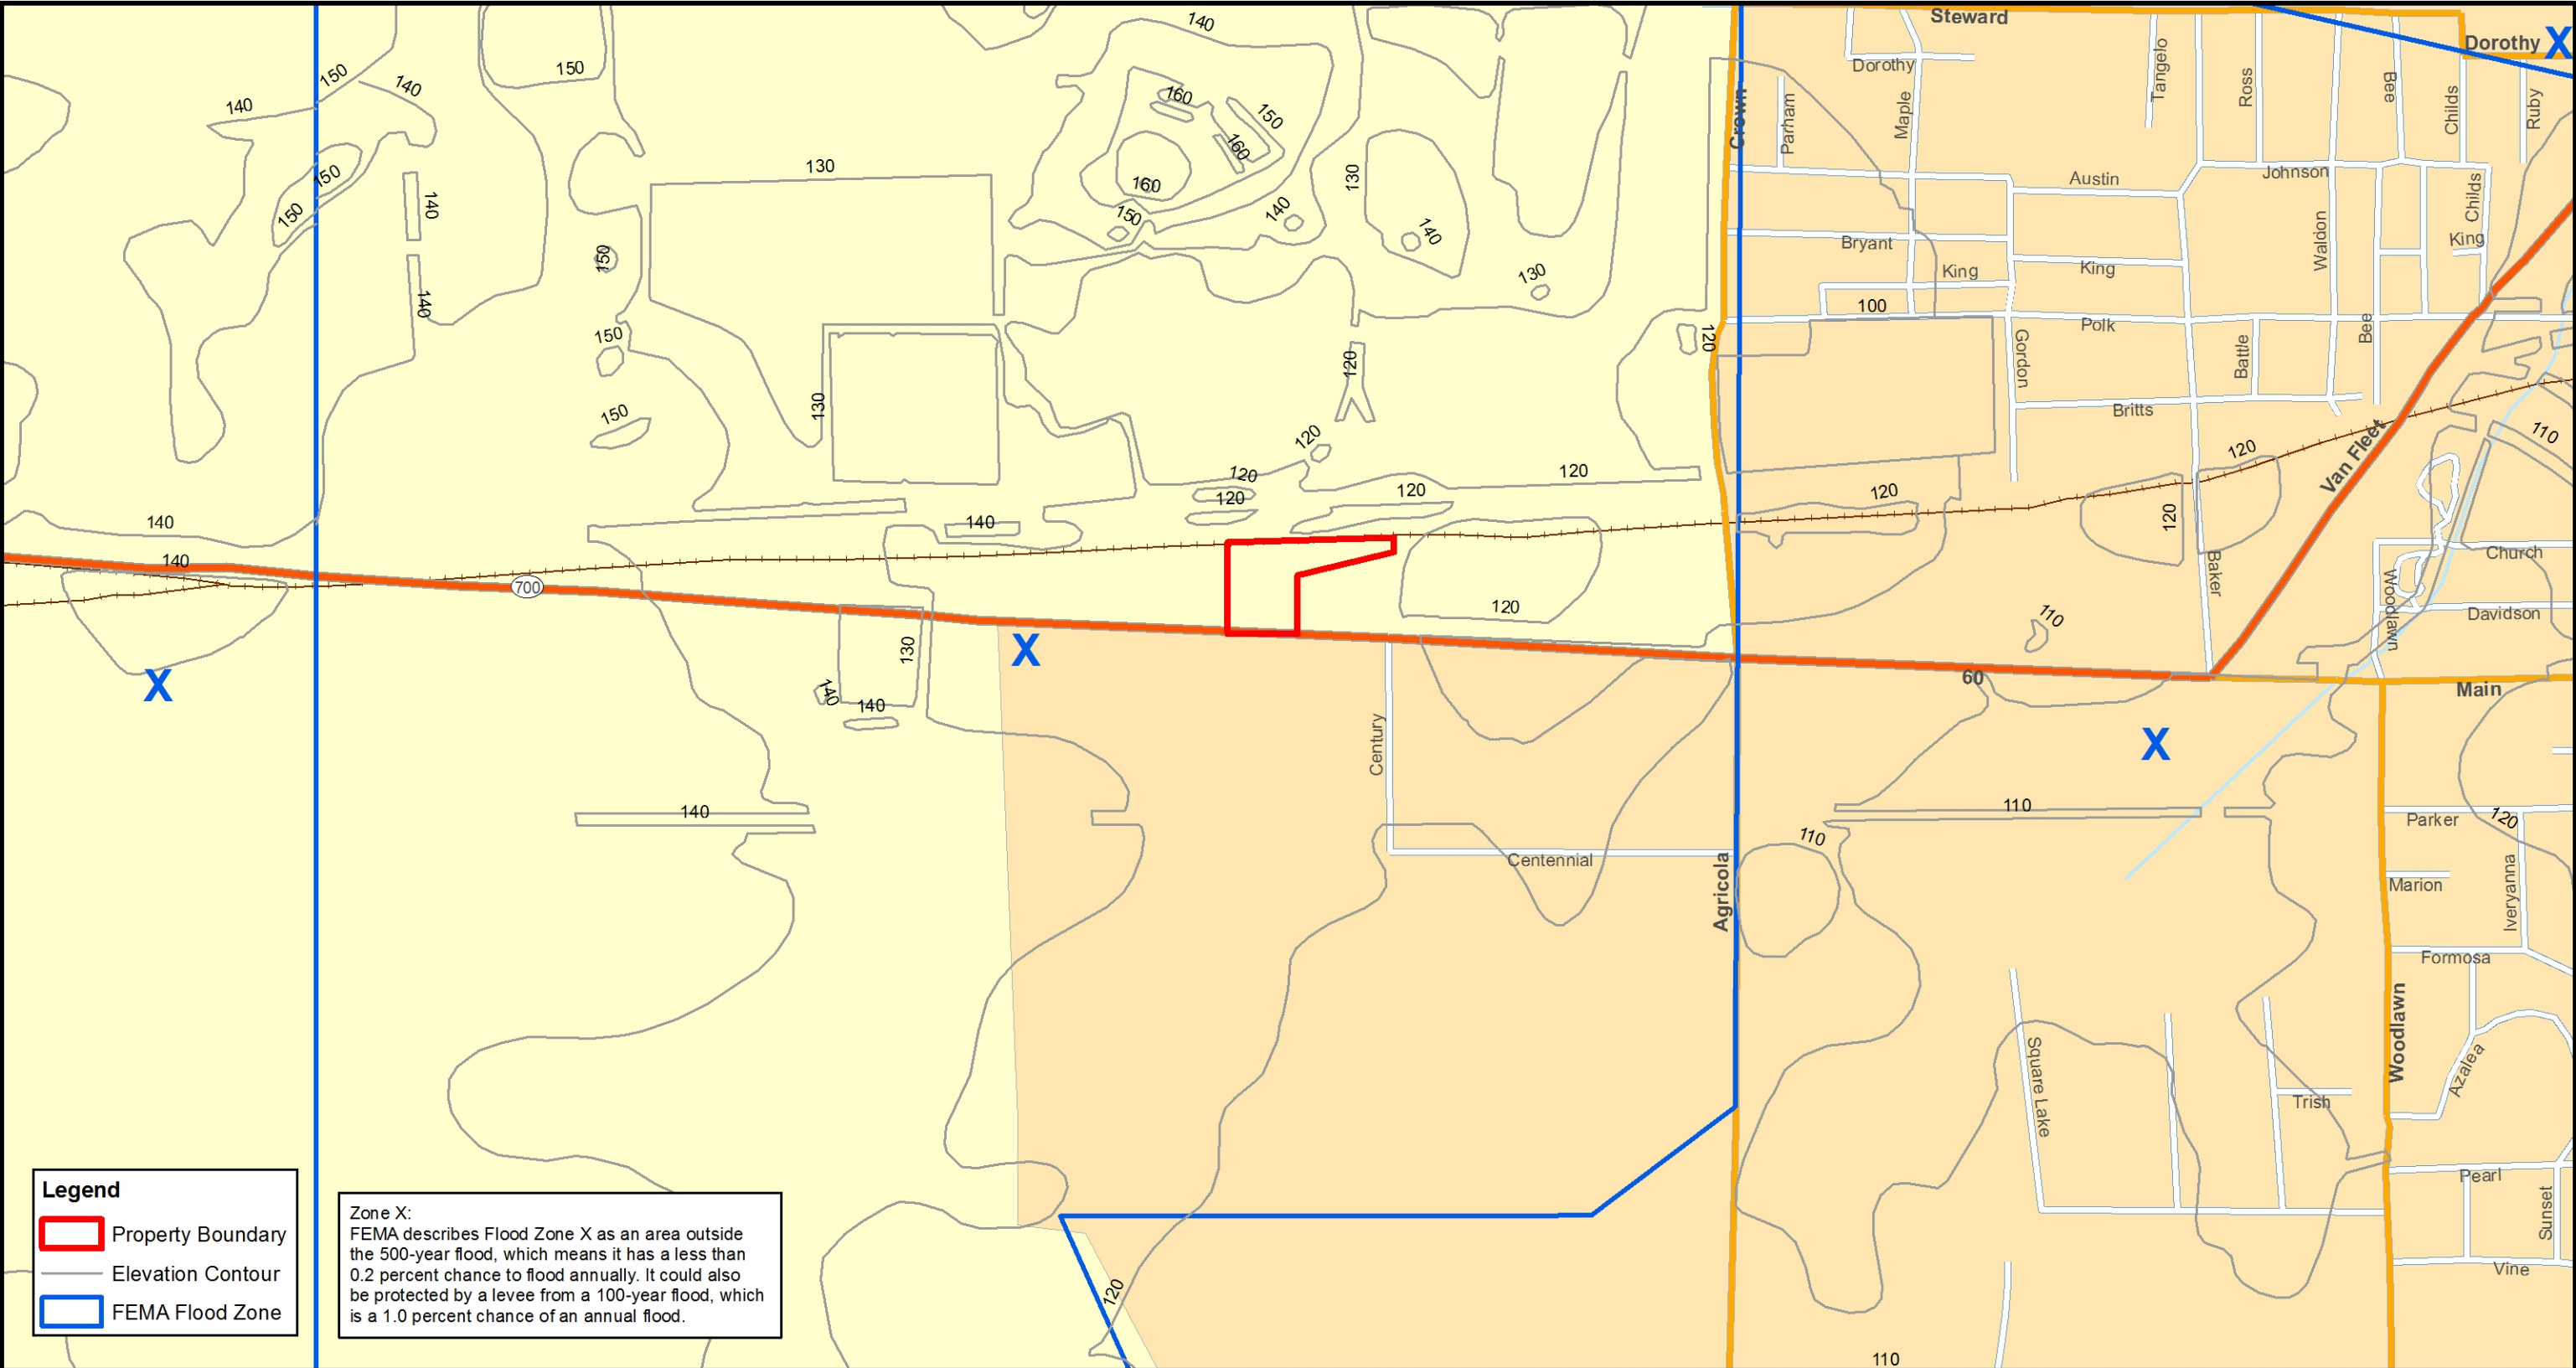 140
Steward
Dorothy
X
150
150
140
140
Dorothy
Tangelo
Ross
Bee
Childs
Ruby
160
150
160
Crown
Parham
Maple
130
150
130
160
Austin
Johnson
Childs
150
140
150
140
140
Waldon
Bryant
King
150
King
King
130
140
100
Polk
150
120
120
Gordon
Battle
Bee
150
130
Britts
120
110
120
Van Fleet
120
120
120
120
120
120
120
140
140
140
Baker
Church
700
Woodlawn
120
110
Davidson
X
X
130
60
140
140
Main
Century
X
140
110
110
120
Parker
Centennial
Agricola
Marion
Iveryanna
Formosa
Woodlawn
Square Lake
Azalea
Trish
Pearl
Sunset
Vine
120
110
Legend
Property Boundary
Elevation Contour
FEMA Flood Zone
Zone X:
FEMA describes Flood Zone X as an area outside
the 500-year flood, which means it has a less than
0.2 percent chance to flood annually. It could also
be protected by a levee from a 100-year flood, which
is a 1.0 percent chance of an annual flood.